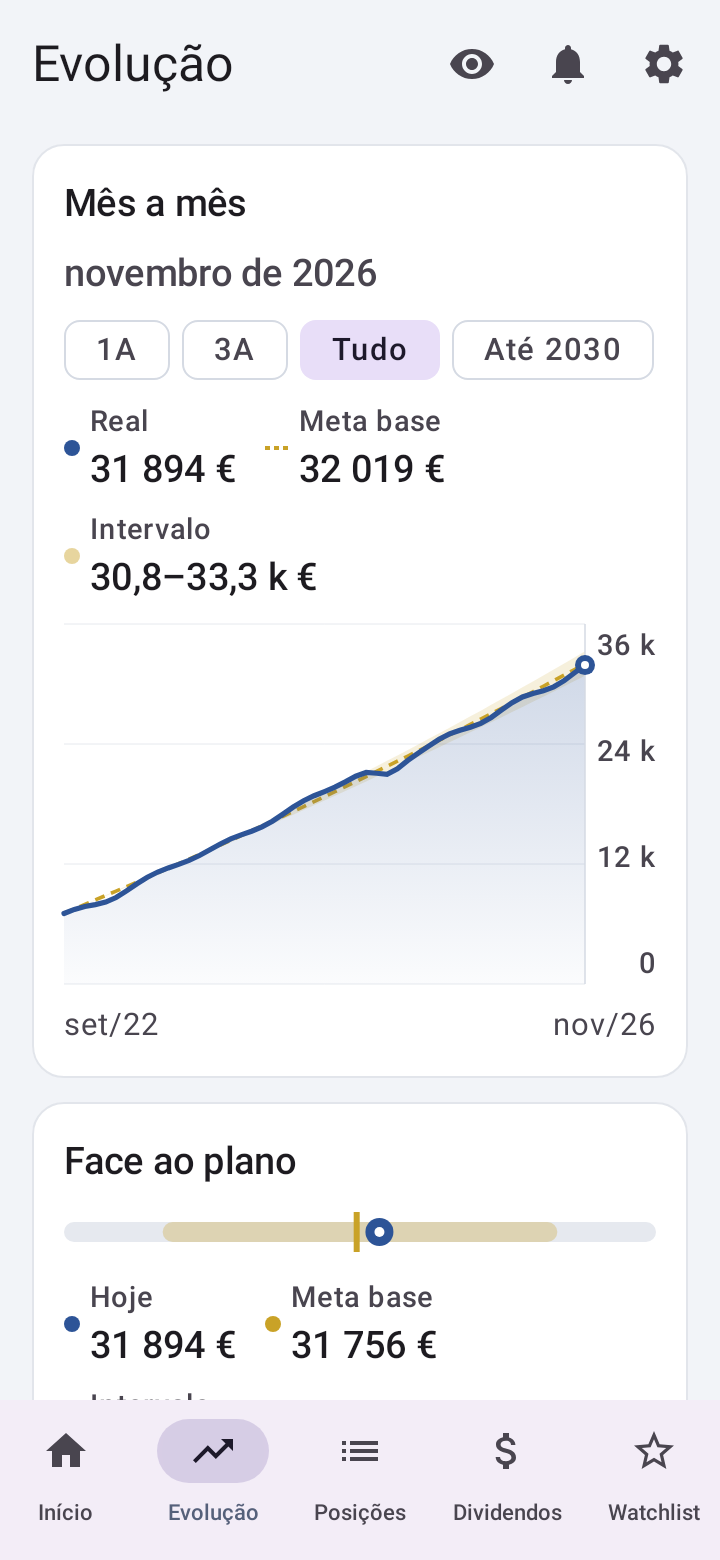 Evolução
Mês a mês
novembro de 2026
1A 3A Tudo Até 2030
Real Meta base
31 894 € 32 019 €
Intervalo
30,8–33,3 k €
36 k
24 k
12 k
0
set/22 nov/26
Face ao plano
Hoje Meta base
31 894 € 31 756 €
Início Evolução Posições Dividendos Watchlist